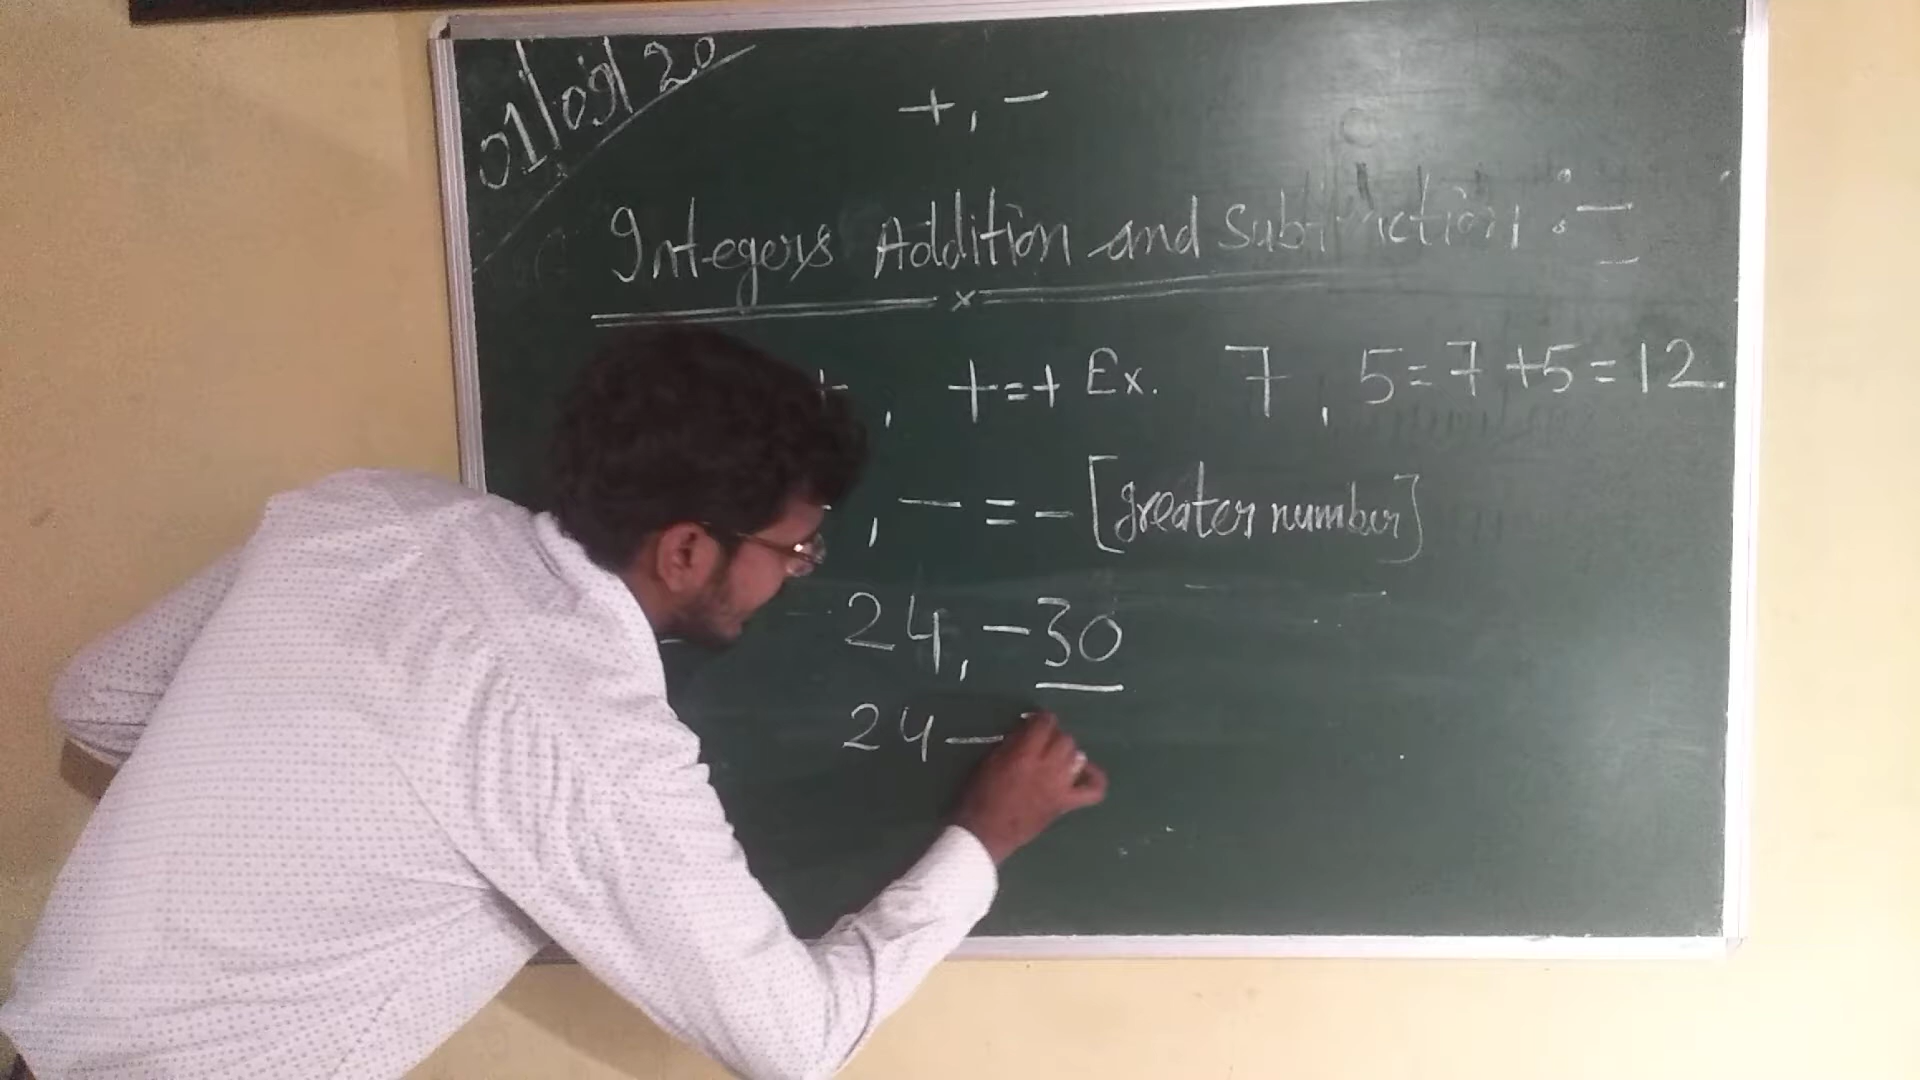 01/09/20
+, -
Integers Addition and Subtraction :-
x
+, + = + Ex. 7, 5 = 7 + 5 = 12
, - = - [greater number]
24, -30
24 -